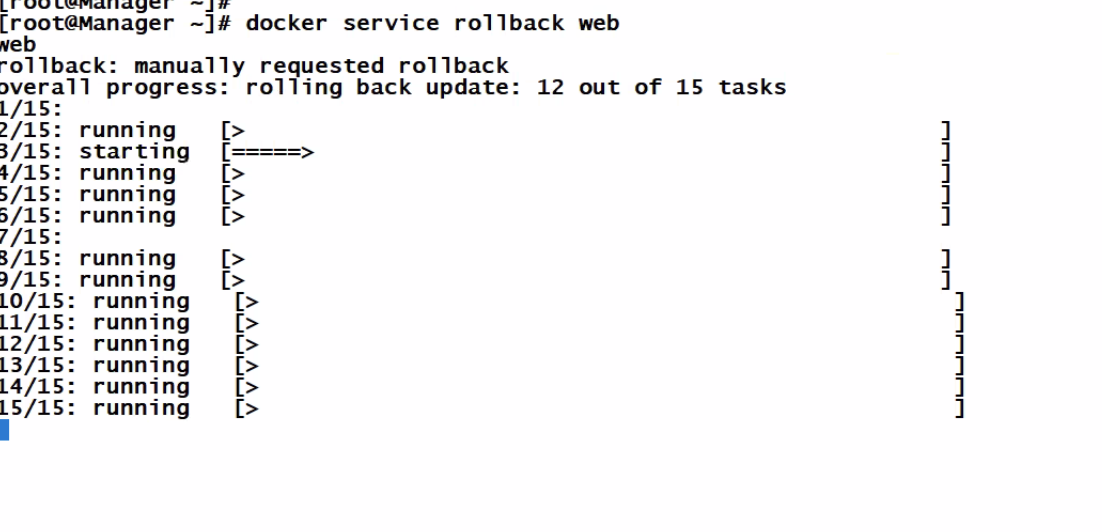 [root@Manager ~]#
[root@Manager ~]# docker service rollback web
web
rollback: manually requested rollback
overall progress: rolling back update: 12 out of 15 tasks
1/15:
2/15: running   [>                                                  ]
3/15: starting  [=====>                                             ]
4/15: running   [>                                                  ]
5/15: running   [>                                                  ]
6/15: running   [>                                                  ]
7/15:
8/15: running   [>                                                  ]
9/15: running   [>                                                  ]
10/15: running   [>                                                  ]
11/15: running   [>                                                  ]
12/15: running   [>                                                  ]
13/15: running   [>                                                  ]
14/15: running   [>                                                  ]
15/15: running   [>                                                  ]